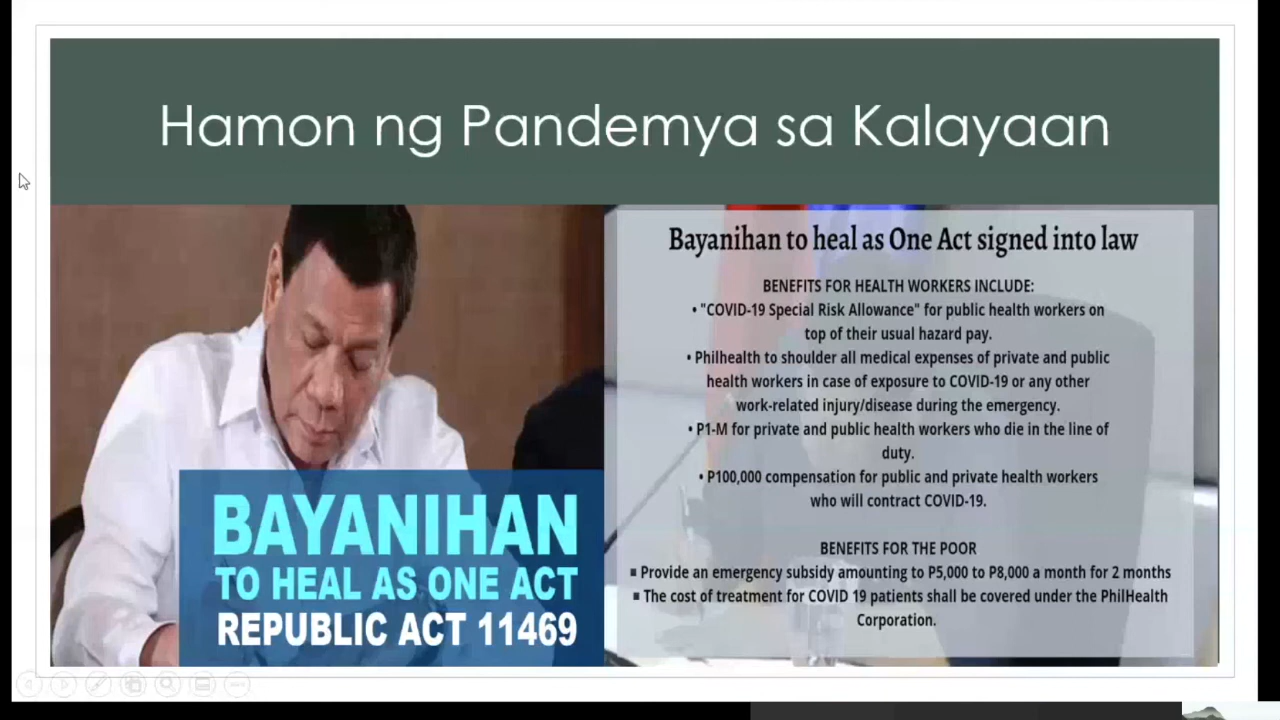 Hamon ng Pandemya sa Kalayaan
BAYANIHAN
TO HEAL AS ONE ACT
REPUBLIC ACT 11469
Bayanihan to heal as One Act signed into law
BENEFITS FOR HEALTH WORKERS INCLUDE:
• "COVID-19 Special Risk Allowance" for public health workers on
top of their usual hazard pay.
• Philhealth to shoulder all medical expenses of private and public
health workers in case of exposure to COVID-19 or any other
work-related injury/disease during the emergency.
• P1-M for private and public health workers who die in the line of
duty.
• P100,000 compensation for public and private health workers
who will contract COVID-19.
BENEFITS FOR THE POOR
▪ Provide an emergency subsidy amounting to P5,000 to P8,000 a month for 2 months
▪ The cost of treatment for COVID 19 patients shall be covered under the PhilHealth
Corporation.